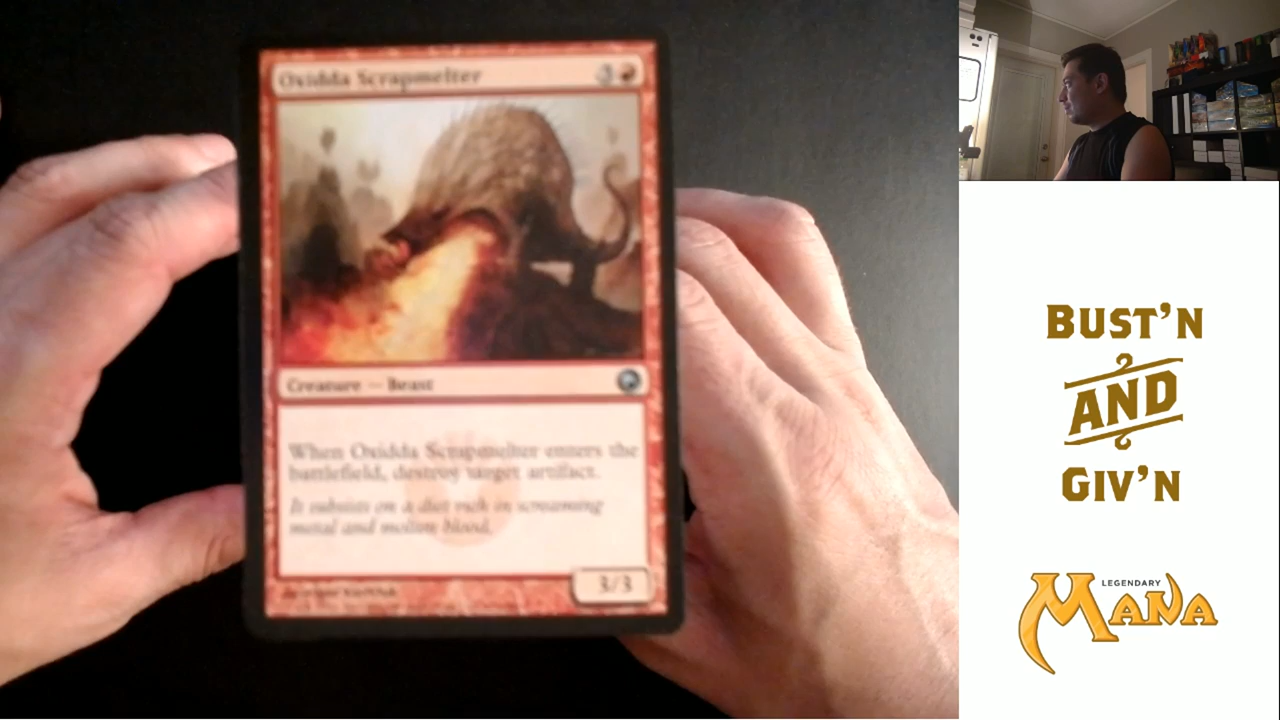 Oxidda Scrapmelter 3
Creature — Beast
When Oxidda Scrapmelter enters the
battlefield, destroy target artifact.
It subsists on a diet rich in screaming
metal and molten blood.
3/3
BUST'N
AND
GIV'N
LEGENDARY
MANA